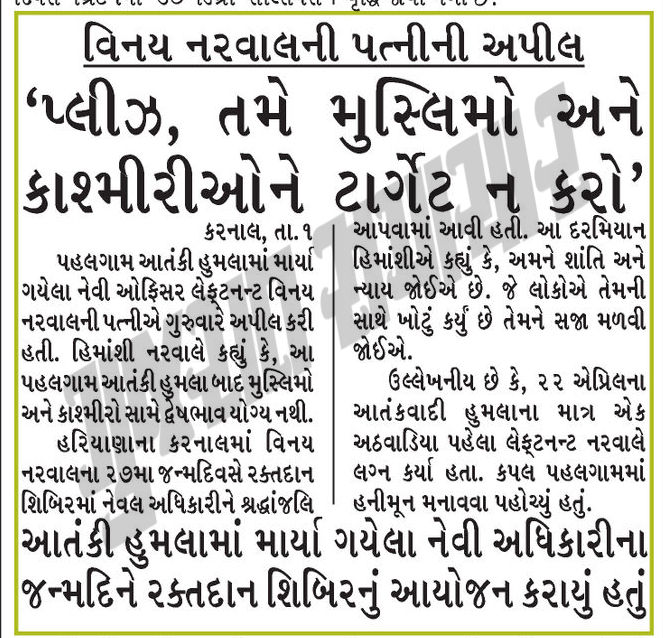 વિનય નરવાલની પત્નીની અપીલ
‘પ્લીઝ, તમે મુસ્લિમો અને
કાશ્મીરીઓને ટાર્ગેટ ન કરો’
કરનાલ, તા.૧
પહલગામ આતંકી હુમલામાં માર્યા
ગયેલા નેવી ઓફિસર લેફ્ટનન્ટ વિનય
નરવાલની પત્નીએ ગુરુવારે અપીલ કરી
હતી. હિમાંશી નરવાલે કહ્યું કે, આ
પહલગામ આતંકી હુમલા બાદ મુસ્લિમો
અને કાશ્મીરો સામે દ્વેષભાવ યોગ્ય નથી.
હરિયાણાના કરનાલમાં વિનય
નરવાલના ૨૭મા જન્મદિવસે રક્તદાન
શિબિરમાં નેવલ અધિકારીને શ્રદ્ધાંજલિ
આપવામાં આવી હતી. આ દરમિયાન
હિમાંશીએ કહ્યું કે, અમને શાંતિ અને
ન્યાય જોઈએ છે. જે લોકોએ તેમની
સાથે ખોટું કર્યું છે તેમને સજા મળવી
જોઈએ.
ઉલ્લેખનીય છે કે, ૨૨ એપ્રિલના
આતંકવાદી હુમલાના માત્ર એક
અઠવાડિયા પહેલા લેફ્ટનન્ટ નરવાલે
લગ્ન કર્યા હતા. કપલ પહલગામમાં
હનીમૂન મનાવવા પહોંચ્યું હતું.
આતંકી હુમલામાં માર્યા ગયેલા નેવી અધિકારીના
જન્મદિને રક્તદાન શિબિરનું આયોજન કરાયું હતું